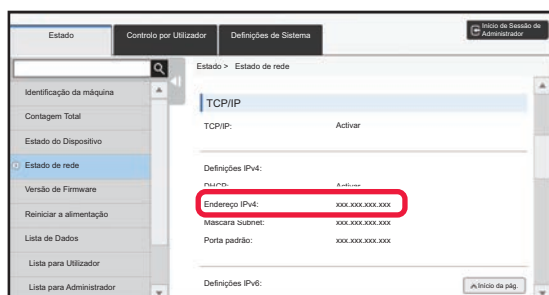 Estado
Controlo por Utilizador
Definições de Sistema
Início de Sessão de
Administrador
Estado > Estado de rede
Identificação da máquina
Contagem Total
Estado do Dispositivo
Estado de rede
Versão de Firmware
Reiniciar a alimentação
Lista de Dados
Lista para Utilizador
Lista para Administrador
TCP/IP
TCP/IP: Activar
Definições IPv4:
DHCP: Activar
Endereço IPv4: xxx.xxx.xxx.xxx
Máscara Subnet: xxx.xxx.xxx.xxx
Porta padrão: xxx.xxx.xxx.xxx
Definições IPv6:
Início da pág.